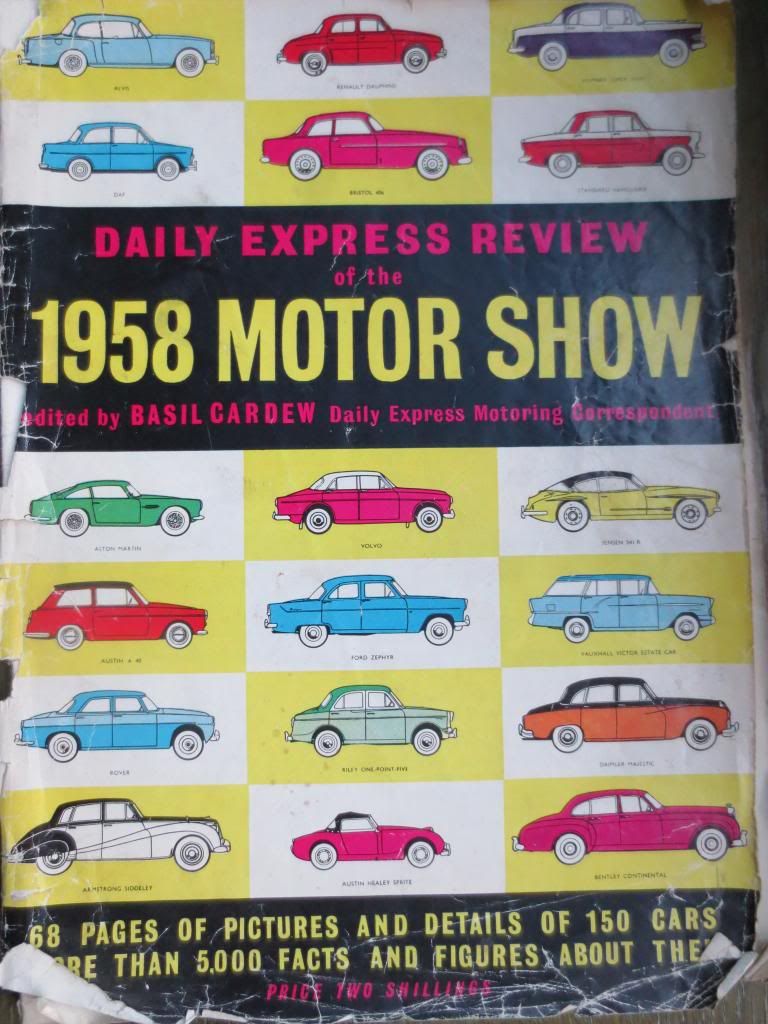 ALVIS
RENAULT DAUPHINE
HUMBER SUPER SNIPE
DAF
BRISTOL 406
STANDARD VANGUARD
DAILY EXPRESS REVIEW
of the
1958 MOTOR SHOW
edited by BASIL CARDEW Daily Express Motoring Correspondent
ASTON MARTIN
VOLVO
JENSEN 541 R
AUSTIN A 40
FORD ZEPHYR
VAUXHALL VICTOR ESTATE CAR
ROVER
RILEY ONE-POINT-FIVE
DAIMLER MAJESTIC
ARMSTRONG SIDDELEY
AUSTIN HEALEY SPRITE
BENTLEY CONTINENTAL
68 PAGES OF PICTURES AND DETAILS OF 150 CARS
ORE THAN 5,000 FACTS AND FIGURES ABOUT THE
PRICE TWO SHILLINGS